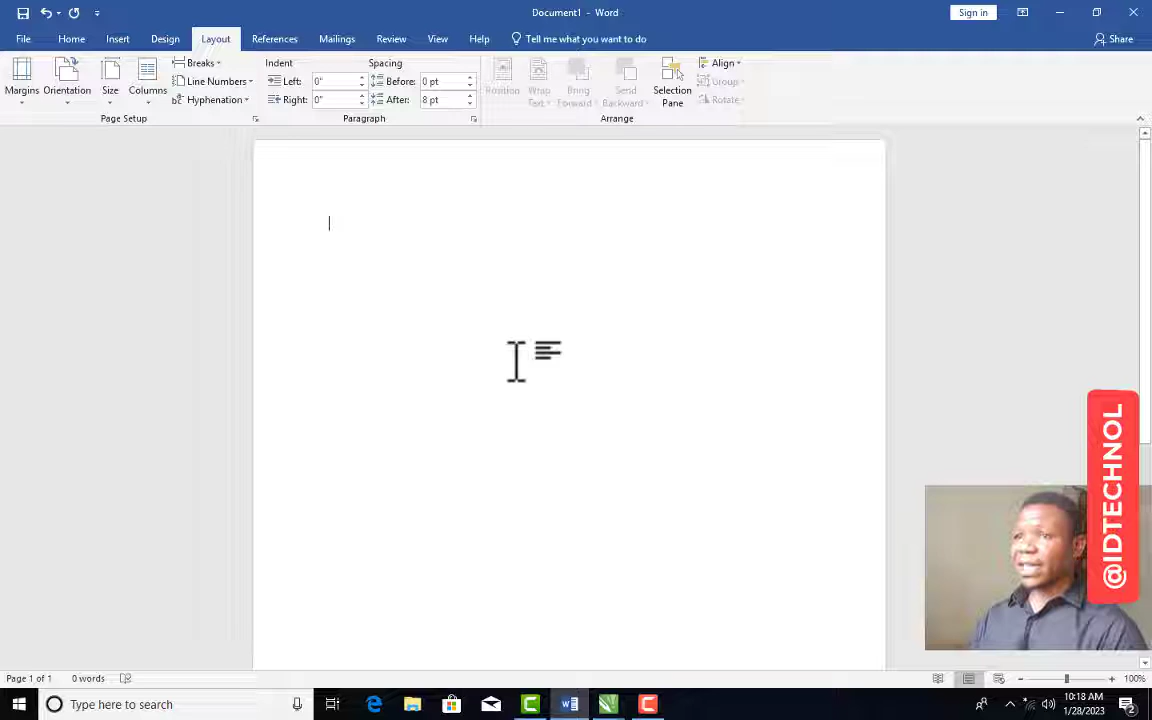 Document1 - Word
Sign in
File Home Insert Design Layout References Mailings Review View Help Tell me what you want to do
Share
Margins Orientation Size Columns
Breaks
Line Numbers
Hyphenation
Page Setup
Indent
Left: 0"
Right: 0"
Spacing
Before: 0 pt
After: 8 pt
Paragraph
Position Wrap Text Bring Forward Send Backward Selection Pane
Align
Group
Rotate
Arrange
@IDTECHNOL
Page 1 of 1 0 words
100%
Type here to search
10:18 AM
1/28/2023
2